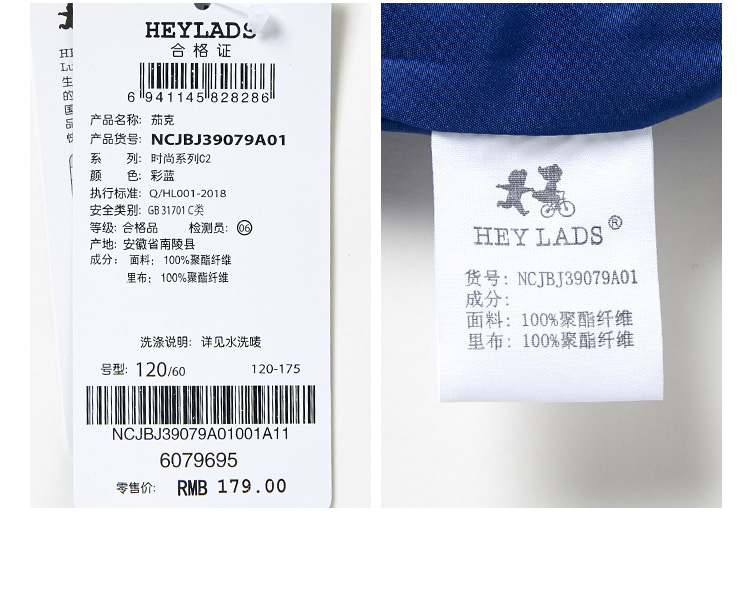 HEYLADS
合格证
6 941145 828286
产品名称: 茄克
产品货号: NCJBJ39079A01
系 列: 时尚系列C2
颜 色: 彩蓝
执行标准: Q/HL001-2018
安全类别: GB 31701 C类
等级: 合格品 检测员: 06
产地: 安徽省南陵县
成分: 面料: 100%聚酯纤维
里布: 100%聚酯纤维
洗涤说明: 详见水洗唛
号型: 120/60 120-175
NCJBJ39079A01001A11
6079695
零售价: RMB 179.00
HEY LADS®
货号: NCJBJ39079A01
成分:
面料: 100%聚酯纤维
里布: 100%聚酯纤维